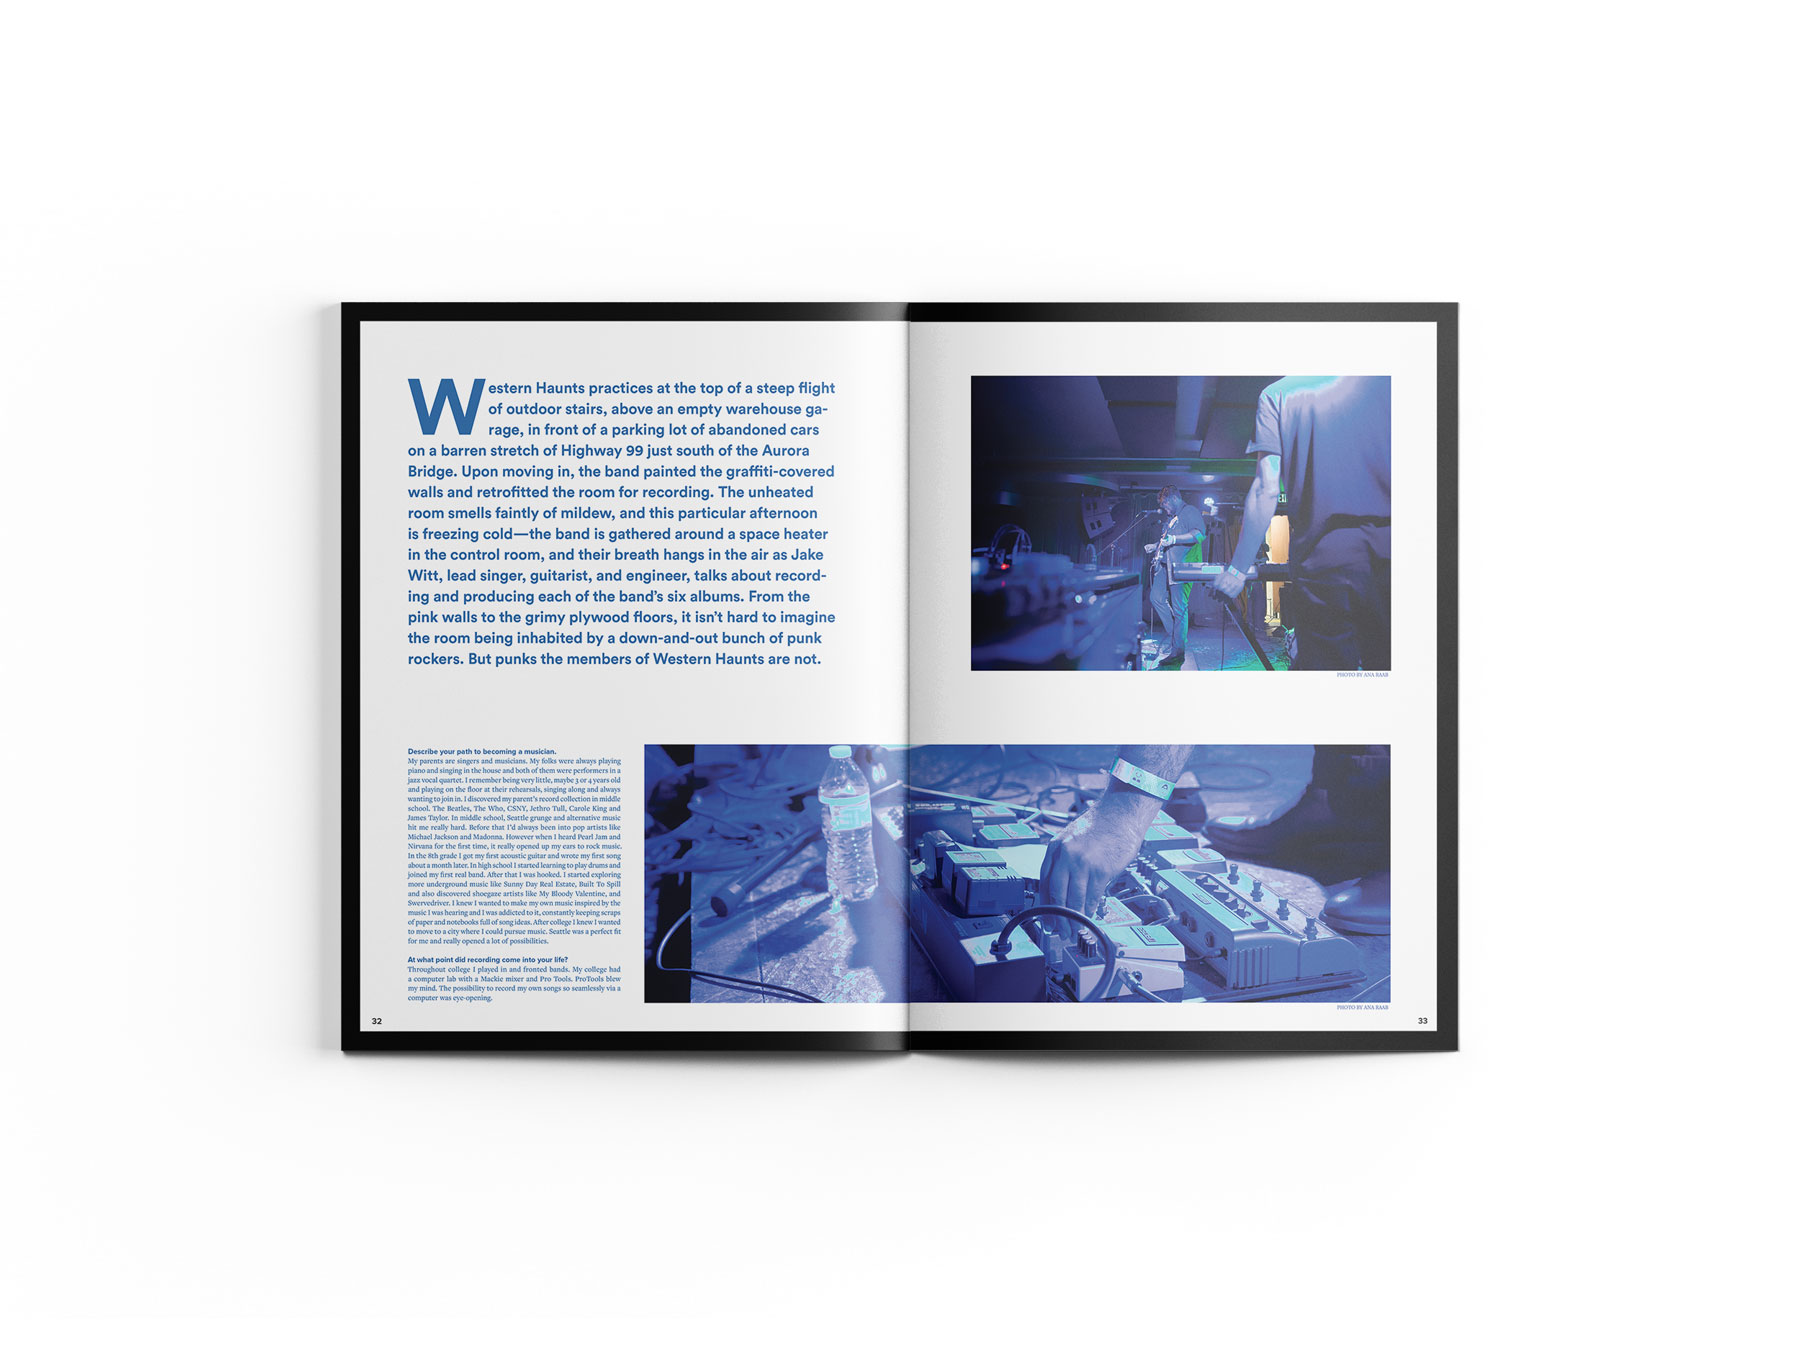 Western Haunts practices at the top of a steep flight
of outdoor stairs, above an empty warehouse ga-
rage, in front of a parking lot of abandoned cars
on a barren stretch of Highway 99 just south of the Aurora
Bridge. Upon moving in, the band painted the graffiti-covered
walls and retrofitted the room for recording. The unheated
room smells faintly of mildew, and this particular afternoon
is freezing cold—the band is gathered around a space heater
in the control room, and their breath hangs in the air as Jake
Witt, lead singer, guitarist, and engineer, talks about record-
ing and producing each of the band’s six albums. From the
pink walls to the grimy plywood floors, it isn’t hard to imagine
the room being inhabited by a down-and-out bunch of punk
rockers. But punks the members of Western Haunts are not.
Describe your path to becoming a musician.
My parents are singers and musicians. My folks were always playing
piano and singing in the house and both of them were performers in a
jazz vocal quartet. I remember being very little, maybe 3 or 4 years old
and playing on the floor at their rehearsals, singing along and always
wanting to join in. I discovered my parent’s record collection in middle
school. The Beatles, The Who, CSNY, Jethro Tull, Carole King and
James Taylor. In middle school, Seattle grunge and alternative music
hit me really hard. Before that I’d always been into pop artists like
Michael Jackson and Madonna. However when I heard Pearl Jam and
Nirvana for the first time, it really opened up my ears to rock music.
In the 8th grade I got my first acoustic guitar and wrote my first song
about a month later. In high school I started learning to play drums and
joined my first real band. After that I was hooked. I started exploring
more underground music like Sunny Day Real Estate, Built To Spill
and also discovered shoegaze artists like My Bloody Valentine, and
Swervedriver. I knew I wanted to make my own music inspired by the
music I was hearing and I was addicted to it, constantly keeping scraps
of paper and notebooks full of song ideas. After college I knew I wanted
to move to a city where I could pursue music. Seattle was a perfect fit
for me and really opened a lot of possibilities.
At what point did recording come into your life?
Throughout college I played in and fronted bands. My college had
a computer lab with a Mackie mixer and Pro Tools. ProTools blew
my mind. The possibility to record my own songs so seamlessly via a
computer was eye-opening.
32
PHOTO BY ANA RAAB
PHOTO BY ANA RAAB
33